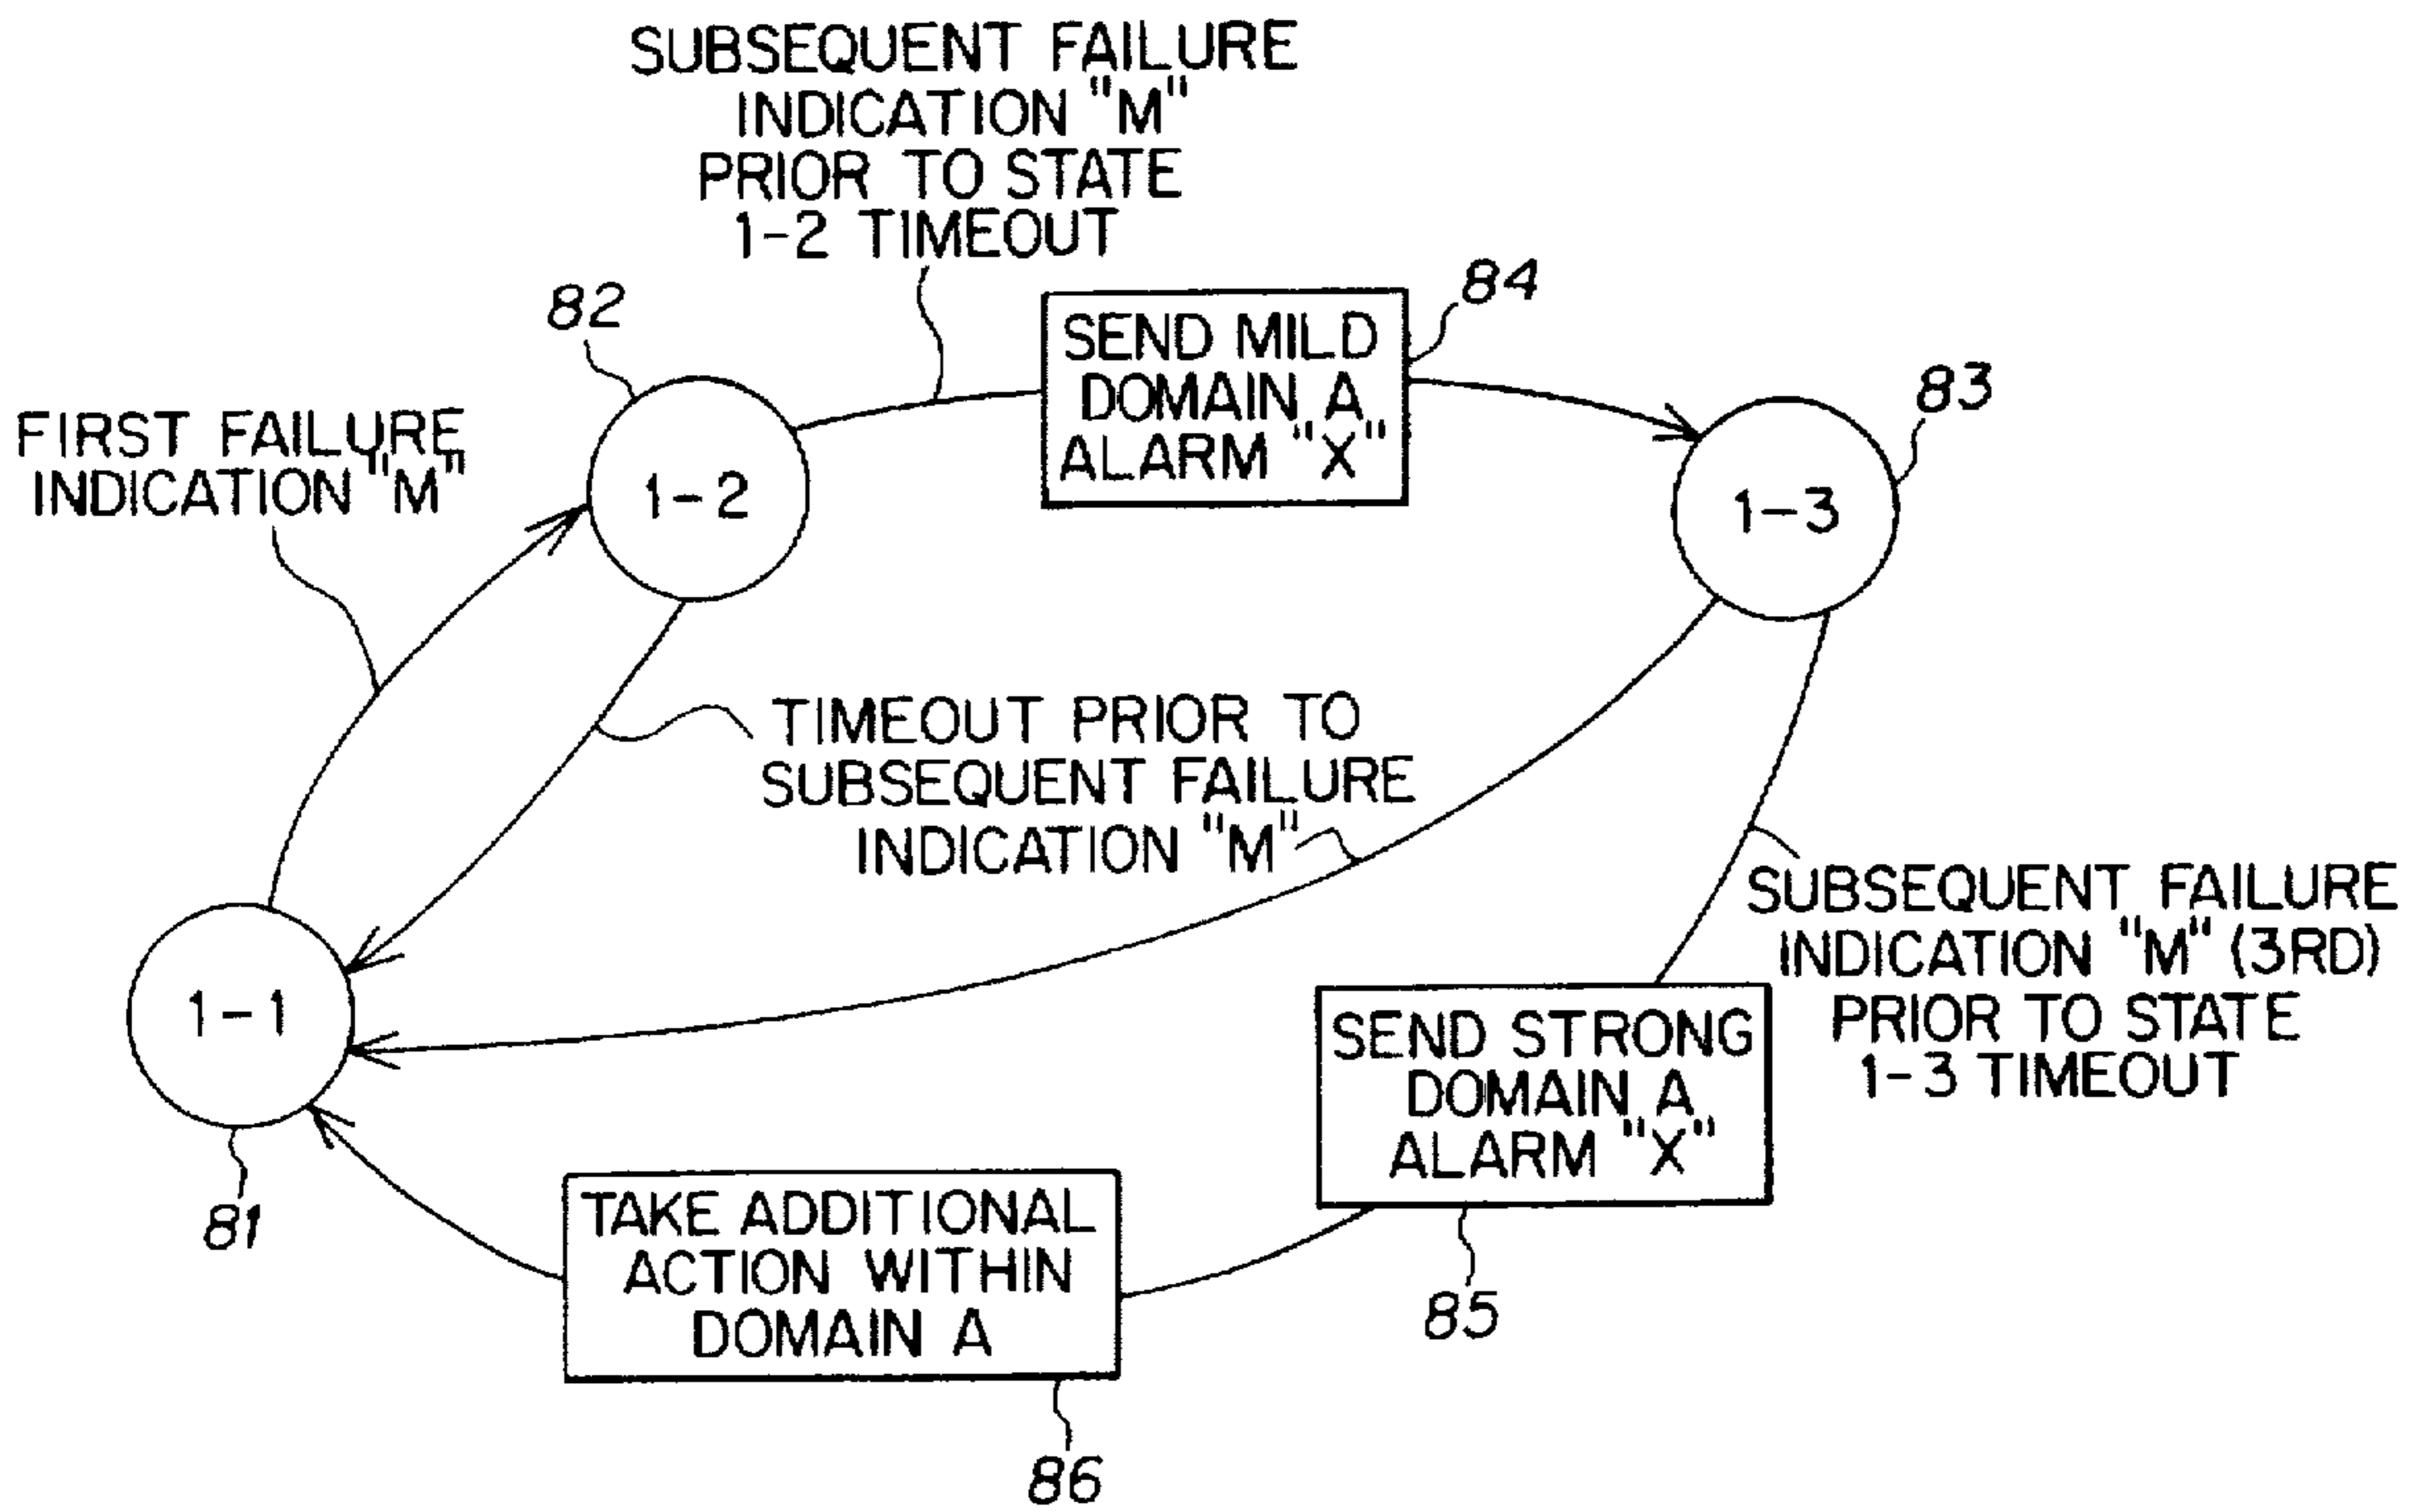 SUBSEQUENT FAILURE
INDICATION "M"
PRIOR TO STATE
1-2 TIMEOUT
82
SEND MILD
DOMAIN A
ALARM "X"
84
83
FIRST FAILURE
INDICATION "M"
1-2
1-3
TIMEOUT PRIOR TO
SUBSEQUENT FAILURE
INDICATION "M"
SUBSEQUENT FAILURE
INDICATION "M" (3RD)
PRIOR TO STATE
1-3 TIMEOUT
1-1
81
SEND STRONG
DOMAIN A
ALARM "X"
85
TAKE ADDITIONAL
ACTION WITHIN
DOMAIN A
86